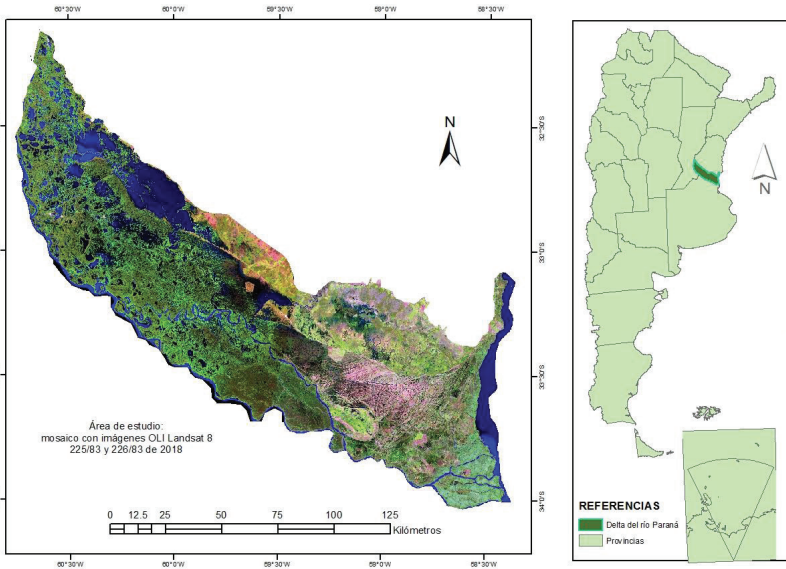 60°30'W 60°0'W 59°30'W 59°0'W 58°30'W
32°30'S
33°0'S
33°30'S
34°0'S
N
Área de estudio:
mosaico con imágenes OLI Landsat 8
225/83 y 226/83 de 2018
0 12.5 25 50 75 100 125
Kilómetros
60°30'W 60°0'W 59°30'W 59°0'W 58°30'W
N
REFERENCIAS
Delta del río Paraná
Provincias